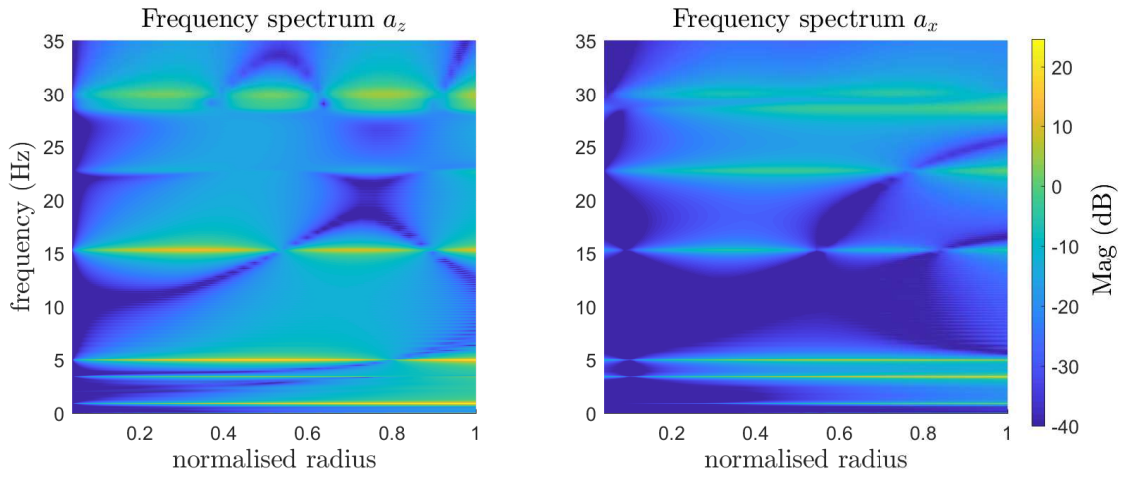 Frequency spectrum a_z
Frequency spectrum a_x
frequency (Hz)
35
30
25
20
15
10
5
0
0.2 0.4 0.6 0.8 1
normalised radius
35
30
25
20
15
10
5
0
0.2 0.4 0.6 0.8 1
normalised radius
20
10
0
-10
-20
-30
-40
Mag (dB)